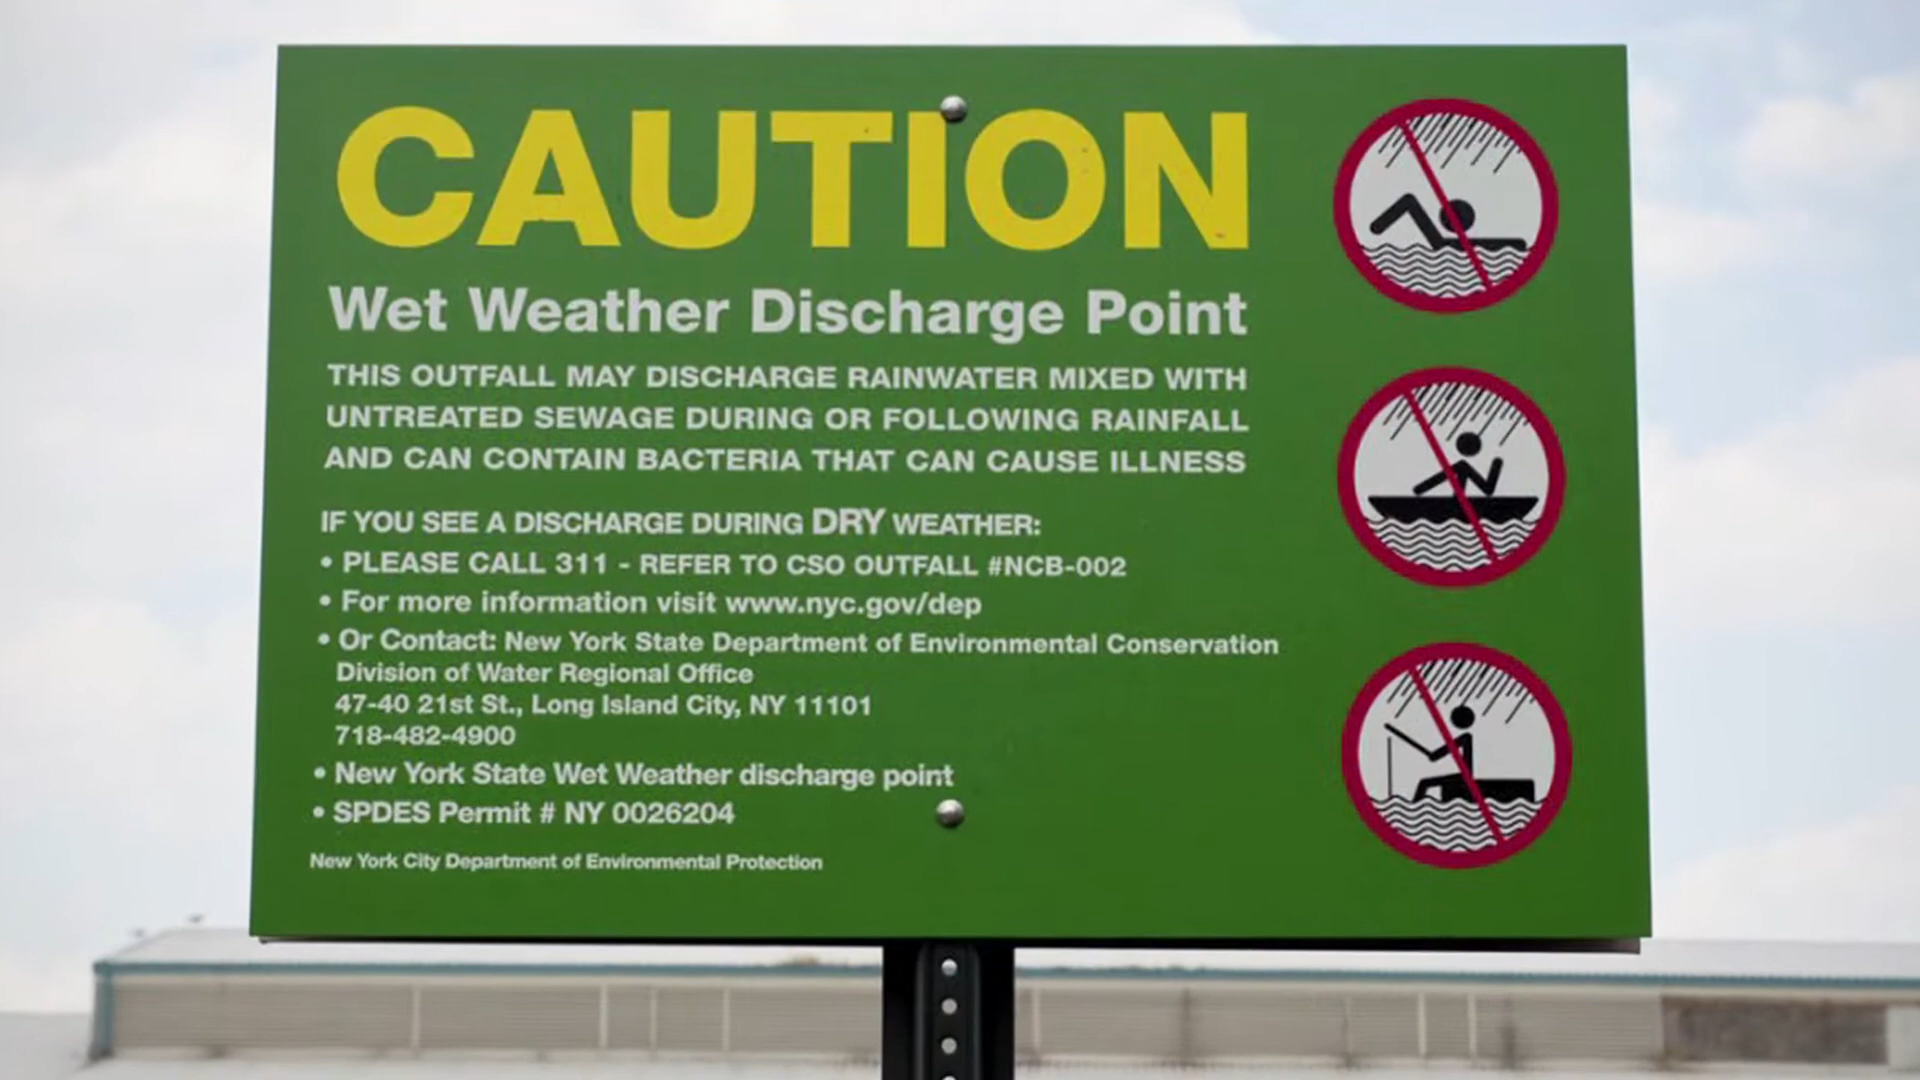 CAUTION
Wet Weather Discharge Point
THIS OUTFALL MAY DISCHARGE RAINWATER MIXED WITH
UNTREATED SEWAGE DURING OR FOLLOWING RAINFALL
AND CAN CONTAIN BACTERIA THAT CAN CAUSE ILLNESS
IF YOU SEE A DISCHARGE DURING DRY WEATHER:
• PLEASE CALL 311 - REFER TO CSO OUTFALL #NCB-002
• For more information visit www.nyc.gov/dep
• Or Contact: New York State Department of Environmental Conservation
Division of Water Regional Office
47-40 21st St., Long Island City, NY 11101
718-482-4900
• New York State Wet Weather discharge point
• SPDES Permit # NY 0026204
New York City Department of Environmental Protection